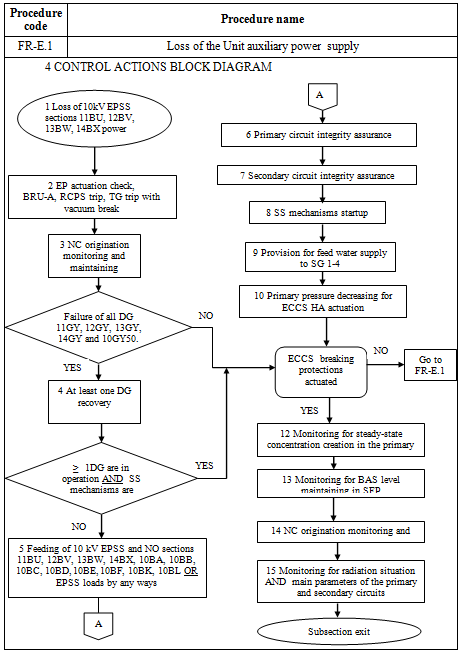 Procedure
code
Procedure name
FR-E.1
Loss of the Unit auxiliary power supply
4 CONTROL ACTIONS BLOCK DIAGRAM
1 Loss of 10kV EPSS
sections 11BU, 12BV,
13BW, 14BX power
2 EP actuation check,
BRU-A, RCPS trip, TG trip with
vacuum break
3 NC origination
monitoring and
maintaining
Failure of all DG
11GY, 12GY, 13GY,
14GY and 10GY50.
NO
YES
4 At least one DG
recovery
≥ 1DG are in
operation AND SS
mechanisms are
YES
NO
5 Feeding of 10 kV EPSS and NO sections
11BU, 12BV, 13BW, 14BX, 10BA, 10BB,
10BC, 10BD, 10BE, 10BF, 10BK, 10BL OR
EPSS loads by any ways
A
A
6 Primary circuit integrity assurance
7 Secondary circuit integrity assurance
8 SS mechanisms startup
9 Provision for feed water supply
to SG 1-4
10 Primary pressure decreasing for
ECCS HA actuation
ECCS breaking
protections
actuated
NO
Go to
FR-E.1
YES
12 Monitoring for steady-state
concentration creation in the primary
13 Monitoring for BAS level
maintaining in SFP
14 NC origination monitoring and
15 Monitoring for radiation situation
AND main parameters of the primary
and secondary circuits
Subsection exit